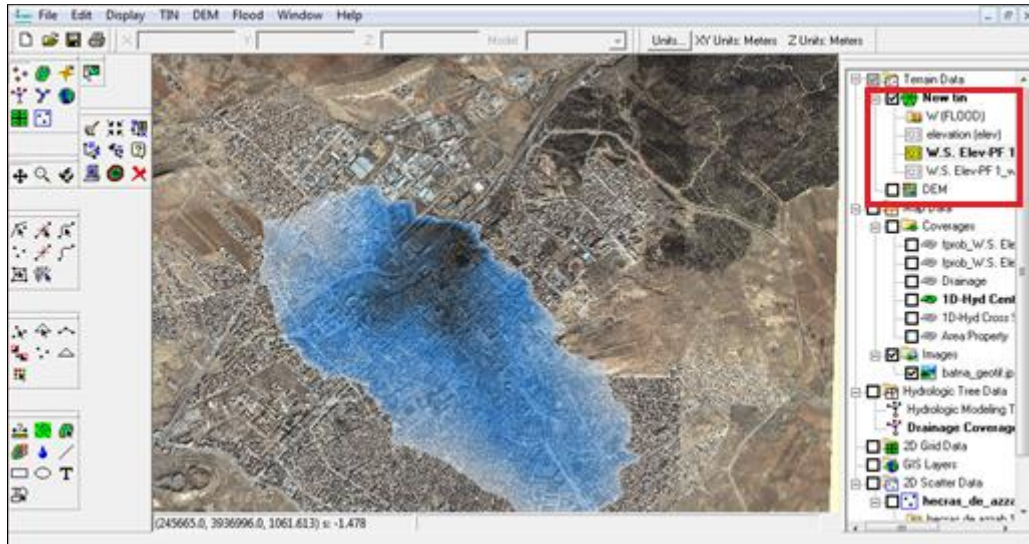 File Edit Display TIN DEM Flood Window Help
X: Y: Z: Model: Units... XY Units: Meters Z Units: Meters
Terrain Data
New tin
W (FLOOD)
elevation (elev)
W.S. Elev-PF 1
W.S. Elev-PF 1_w
DEM
Map Data
Coverages
fprob_W.S. Ele
fprob_W.S. Ele
Drainage
1D-Hyd Cent
1D-Hyd Cross S
Area Property
Images
batna_geotif.jp
Hydrologic Tree Data
Hydrologic Modeling T
Drainage Coverage
2D Grid Data
GIS Layers
2D Scatter Data
hecras_de_azza
T
(245665.0, 3936996.0, 1061.613) s: -1.478